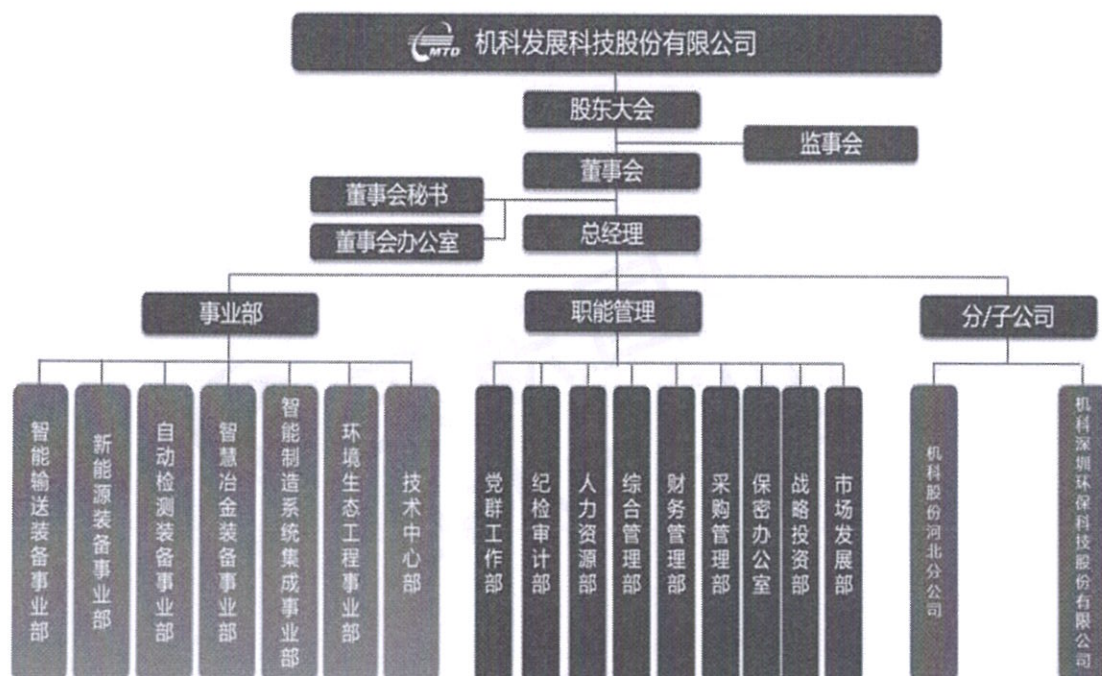 MTD 机科发展科技股份有限公司
股东大会
监事会
董事会
董事会秘书
董事会办公室
总经理
事业部
职能管理
分/子公司
智能输送装备事业部
新能源装备事业部
自动检测装备事业部
智慧冶金装备事业部
智能制造系统集成事业部
环境生态工程事业部
技术中心部
党群工作部
纪检审计部
人力资源部
综合管理部
财务管理部
采购管理部
保密办公室
战略投资部
市场发展部
机科股份河北分公司
机科深圳环保科技股份有限公司